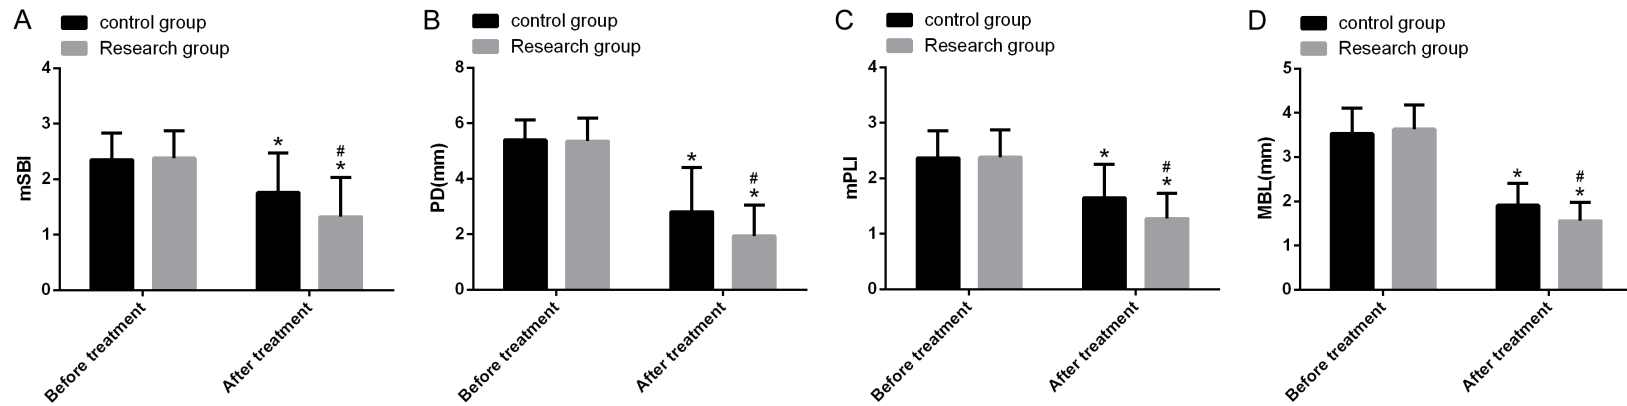 A
control group
Research group
mSBI
4
3
2
1
0
*
#
*
Before treatment
After treatment
B
control group
Research group
PD(mm)
8
6
4
2
0
*
#
*
Before treatment
After treatment
C
control group
Research group
mPLI
4
3
2
1
0
*
#
*
Before treatment
After treatment
D
control group
Research group
MBL(mm)
5
4
3
2
1
0
*
#
*
Before treatment
After treatment